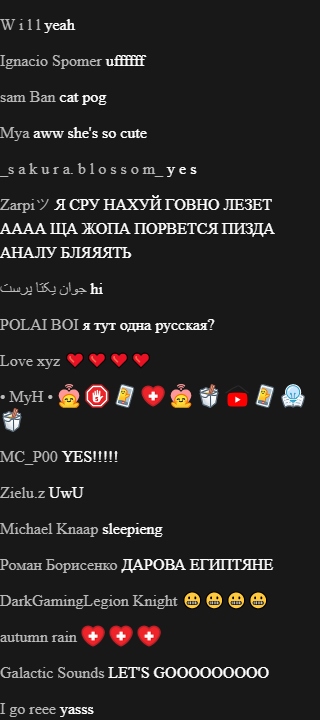 W i l l yeah
Ignacio Spomer uffffff
sam Ban cat pog
Mya aww she's so cute
_s a k u r a. b l o s s o m_ y e s
Zarpiツ Я СРУ НАХУЙ ГОВНО ЛЕЗЕТ
АААА ЩА ЖОПА ПОРВЕТСЯ ПИЗДА
АНАЛУ БЛЯЯЯТЬ
جوان یکتا پرست hi
POLAI BOI я тут одна русская?
Love xyz
• MyH •
MC_P00 YES!!!!!
Zielu.z UwU
Michael Knaap sleepieng
Роман Борисенко ДАРОВА ЕГИПТЯНЕ
DarkGamingLegion Knight
autumn rain
Galactic Sounds LET'S GOOOOOOOOO
I go reee yasss